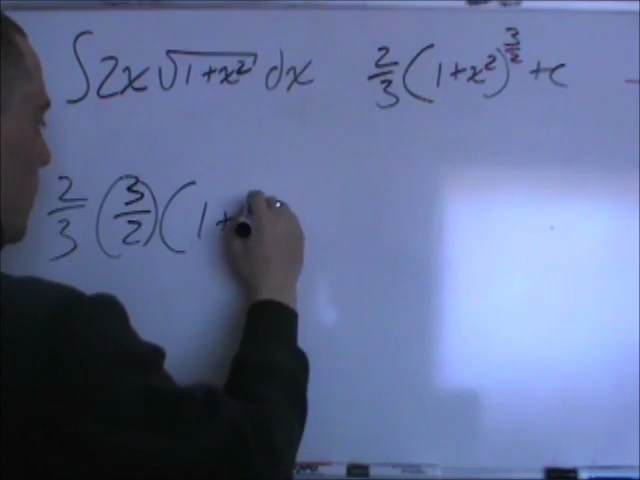 ∫2x√(1+x²) dx  2/3 (1+x²)^(3/2) + c
2/3 (3/2) (1+